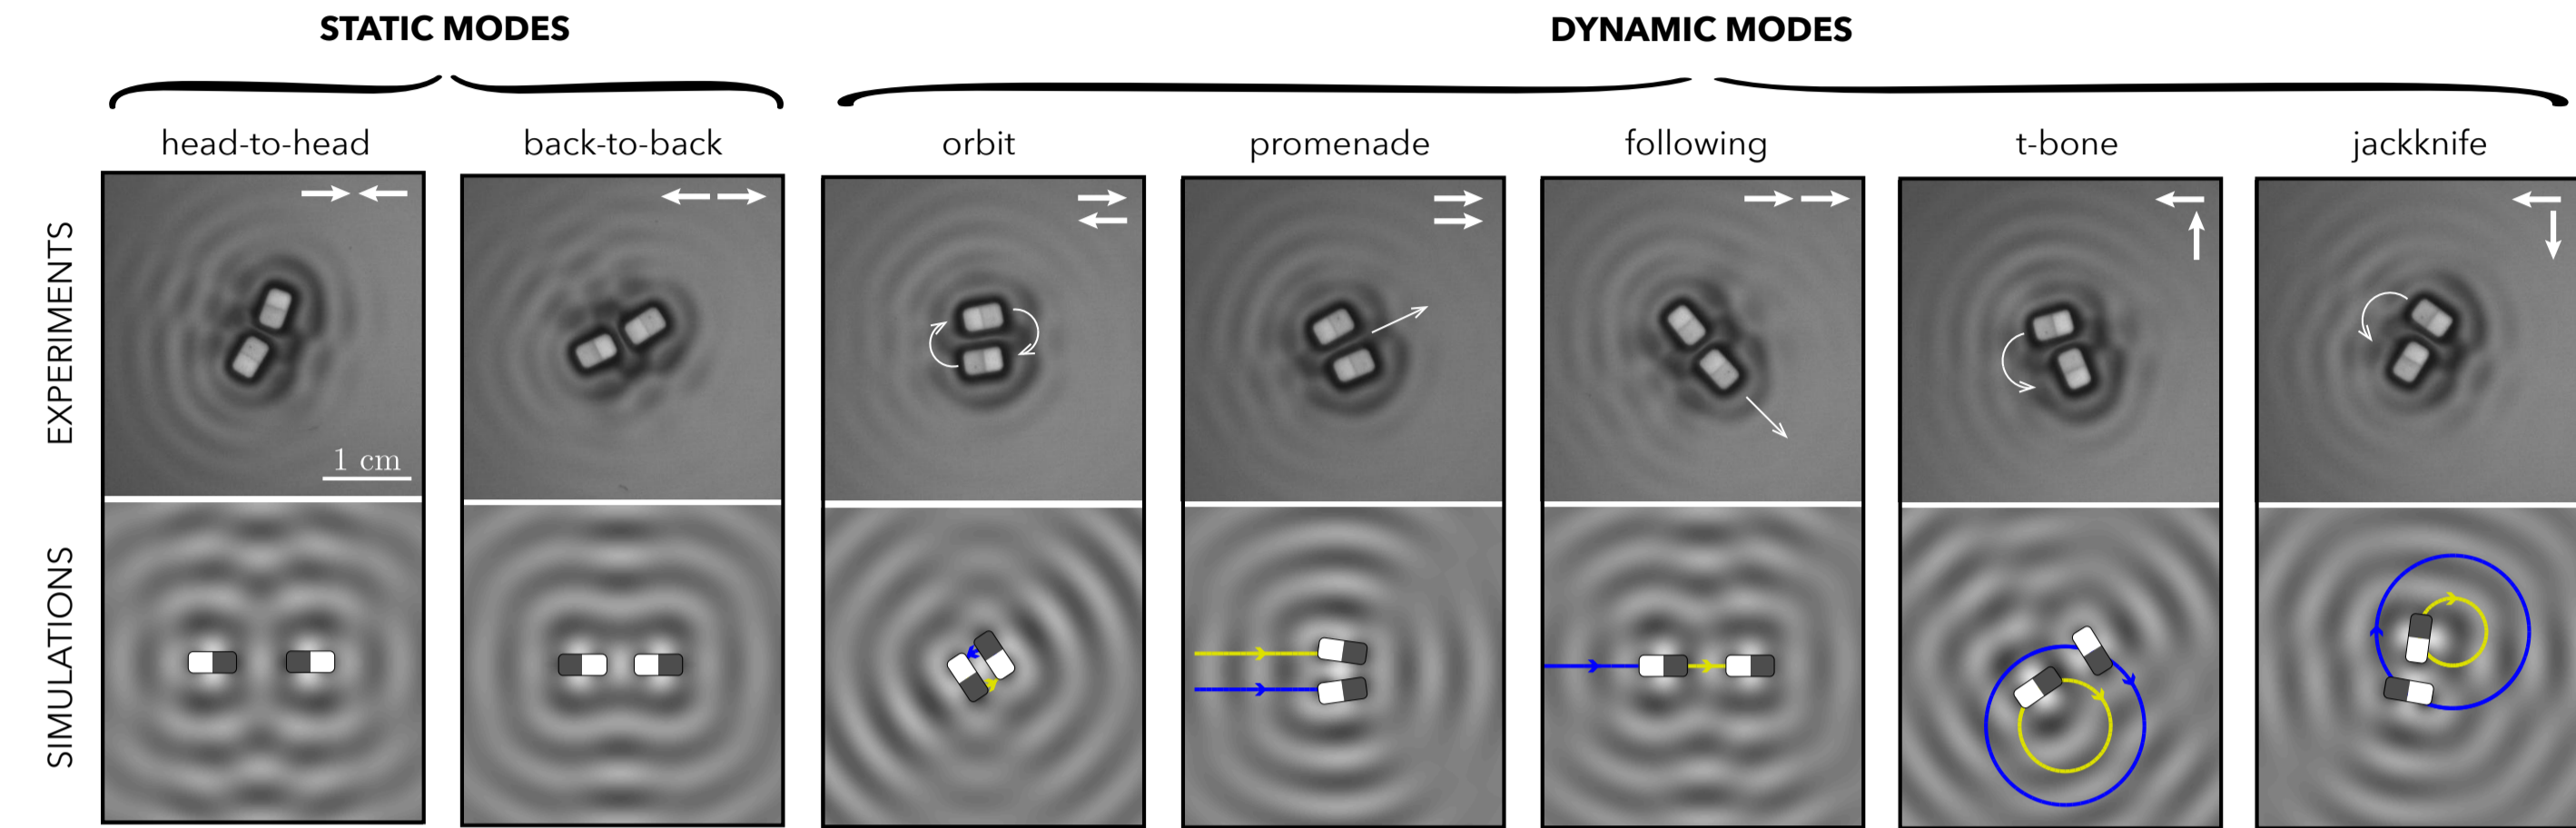 STATIC MODES
DYNAMIC MODES
head-to-head
back-to-back
orbit
promenade
following
t-bone
jackknife
EXPERIMENTS
1 cm
SIMULATIONS